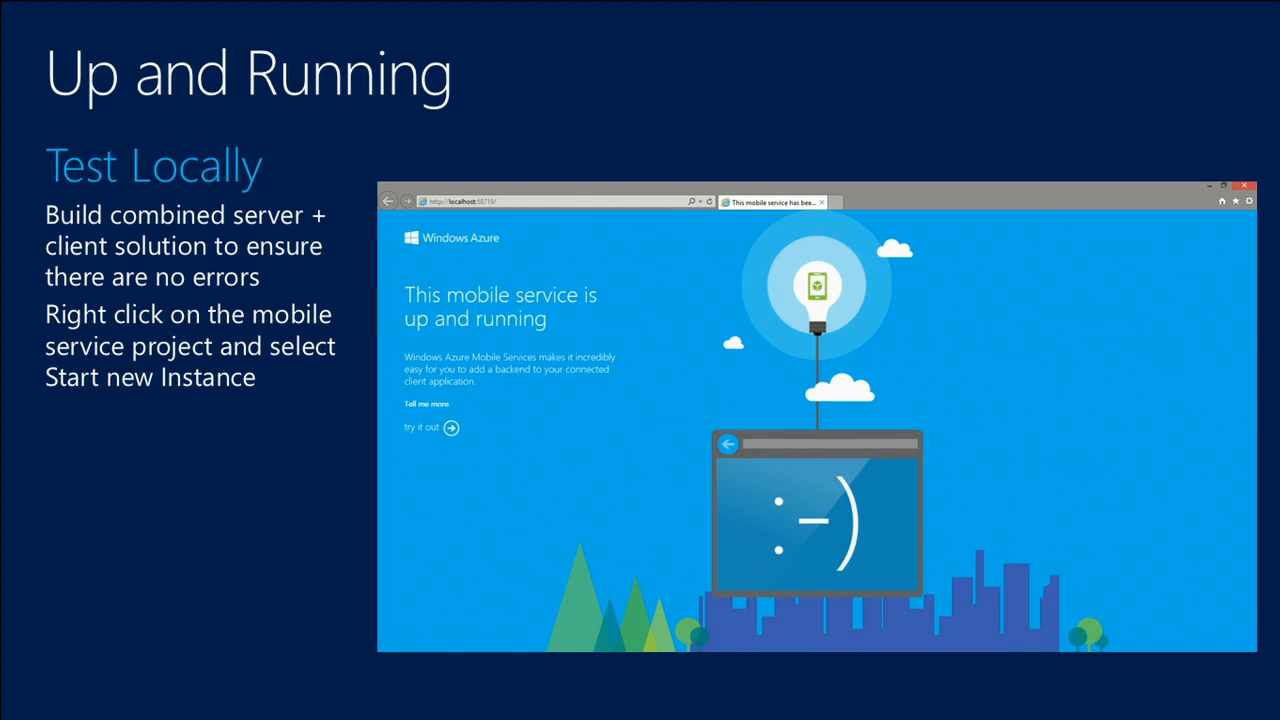 Up and Running
Test Locally
Build combined server +
client solution to ensure
there are no errors
Right click on the mobile
service project and select
Start new Instance
http://localhost:58719/
This mobile service has bee...
Windows Azure
This mobile service is
up and running
Windows Azure Mobile Services makes it incredibly
easy for you to add a backend to your connected
client application.
Tell me more.
try it out
:-)